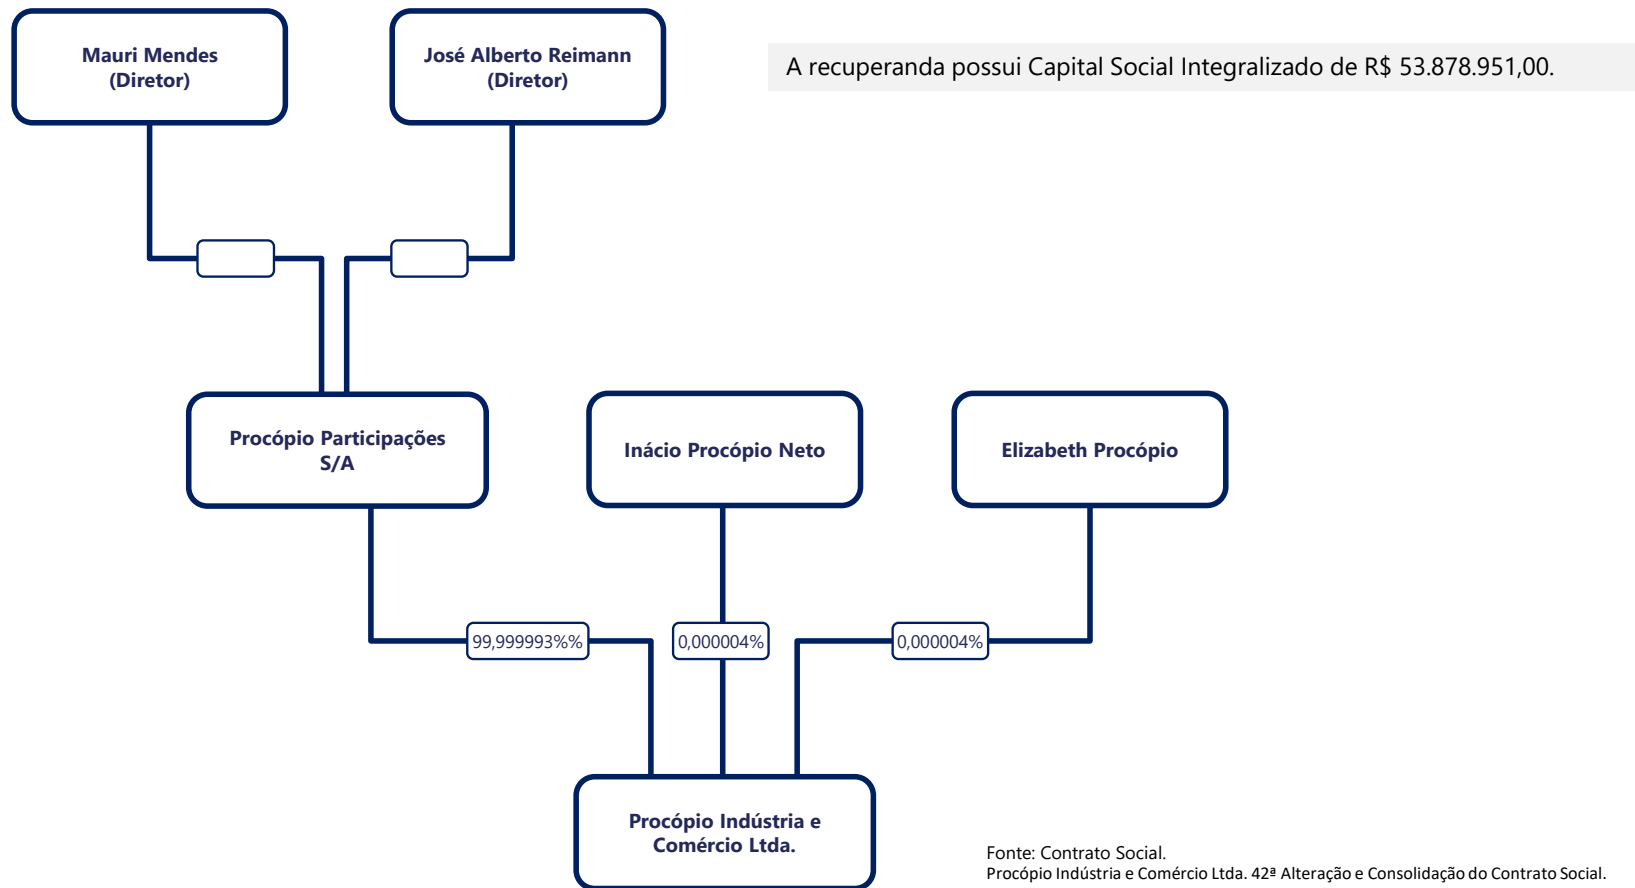 Mauri Mendes
(Diretor)
José Alberto Reimann
(Diretor)
A recuperanda possui Capital Social Integralizado de R$ 53.878.951,00.
Procópio Participações
S/A
Inácio Procópio Neto
Elizabeth Procópio
99,999993%%
0,000004%
0,000004%
Procópio Indústria e
Comércio Ltda.
Fonte: Contrato Social.
Procópio Indústria e Comércio Ltda. 42ª Alteração e Consolidação do Contrato Social.